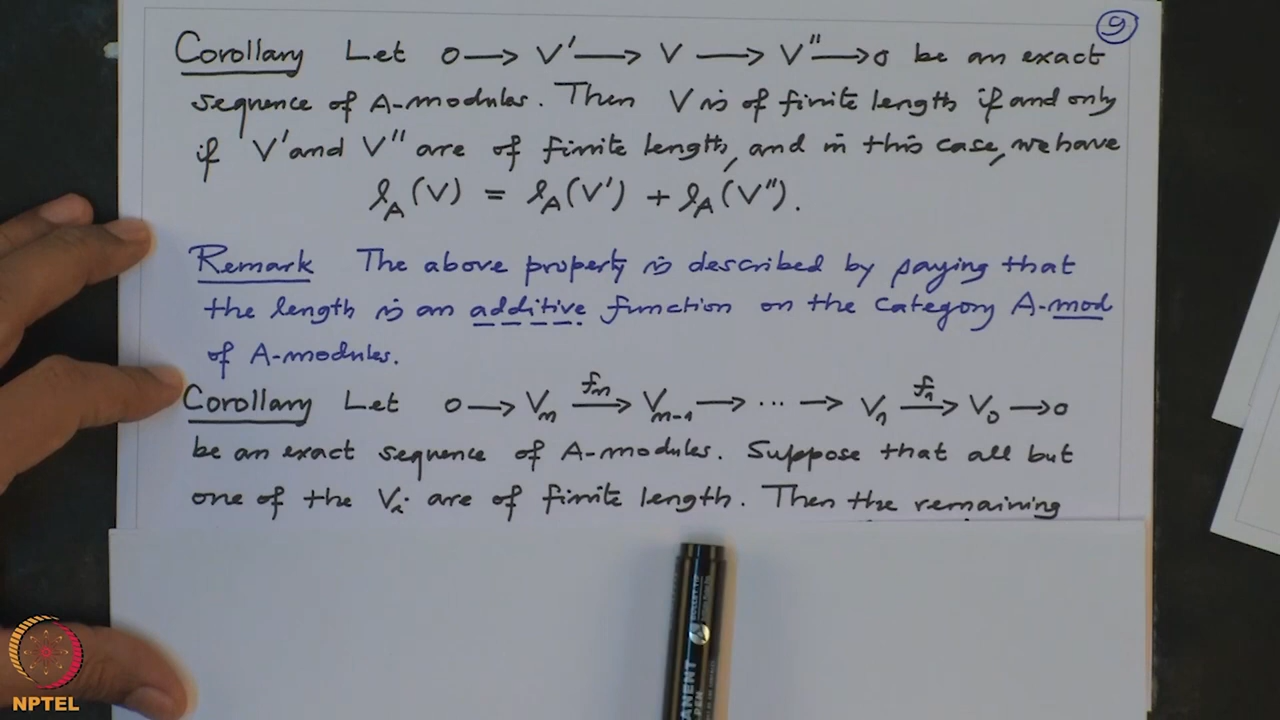 9
Corollary Let 0 → V' → V → V'' → 0 be an exact
sequence of A-modules. Then V is of finite length if and only
if V' and V'' are of finite length, and in this case, we have
ℓ_A(V) = ℓ_A(V') + ℓ_A(V'').
Remark The above property is described by paying that
the length is an additive function on the category A-mod
of A-modules.
Corollary Let 0 → V_m —f_m→ V_{m-1} → ⋯ → V_1 —f_1→ V_0 → 0
be an exact sequence of A-modules. Suppose that all but
one of the V_i are of finite length. Then the remaining
NPTEL